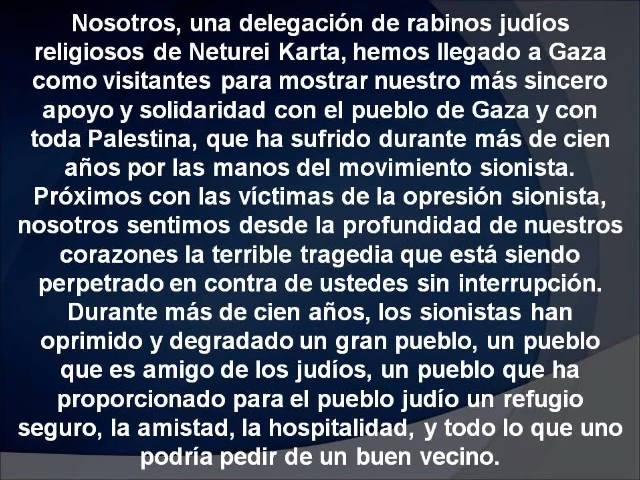 Nosotros, una delegación de rabinos judíos
religiosos de Neturei Karta, hemos llegado a Gaza
como visitantes para mostrar nuestro más sincero
apoyo y solidaridad con el pueblo de Gaza y con
toda Palestina, que ha sufrido durante más de cien
años por las manos del movimiento sionista.
Próximos con las víctimas de la opresión sionista,
nosotros sentimos desde la profundidad de nuestros
corazones la terrible tragedia que está siendo
perpetrado en contra de ustedes sin interrupción.
Durante más de cien años, los sionistas han
oprimido y degradado un gran pueblo, un pueblo
que es amigo de los judíos, un pueblo que ha
proporcionado para el pueblo judío un refugio
seguro, la amistad, la hospitalidad, y todo lo que uno
podría pedir de un buen vecino.